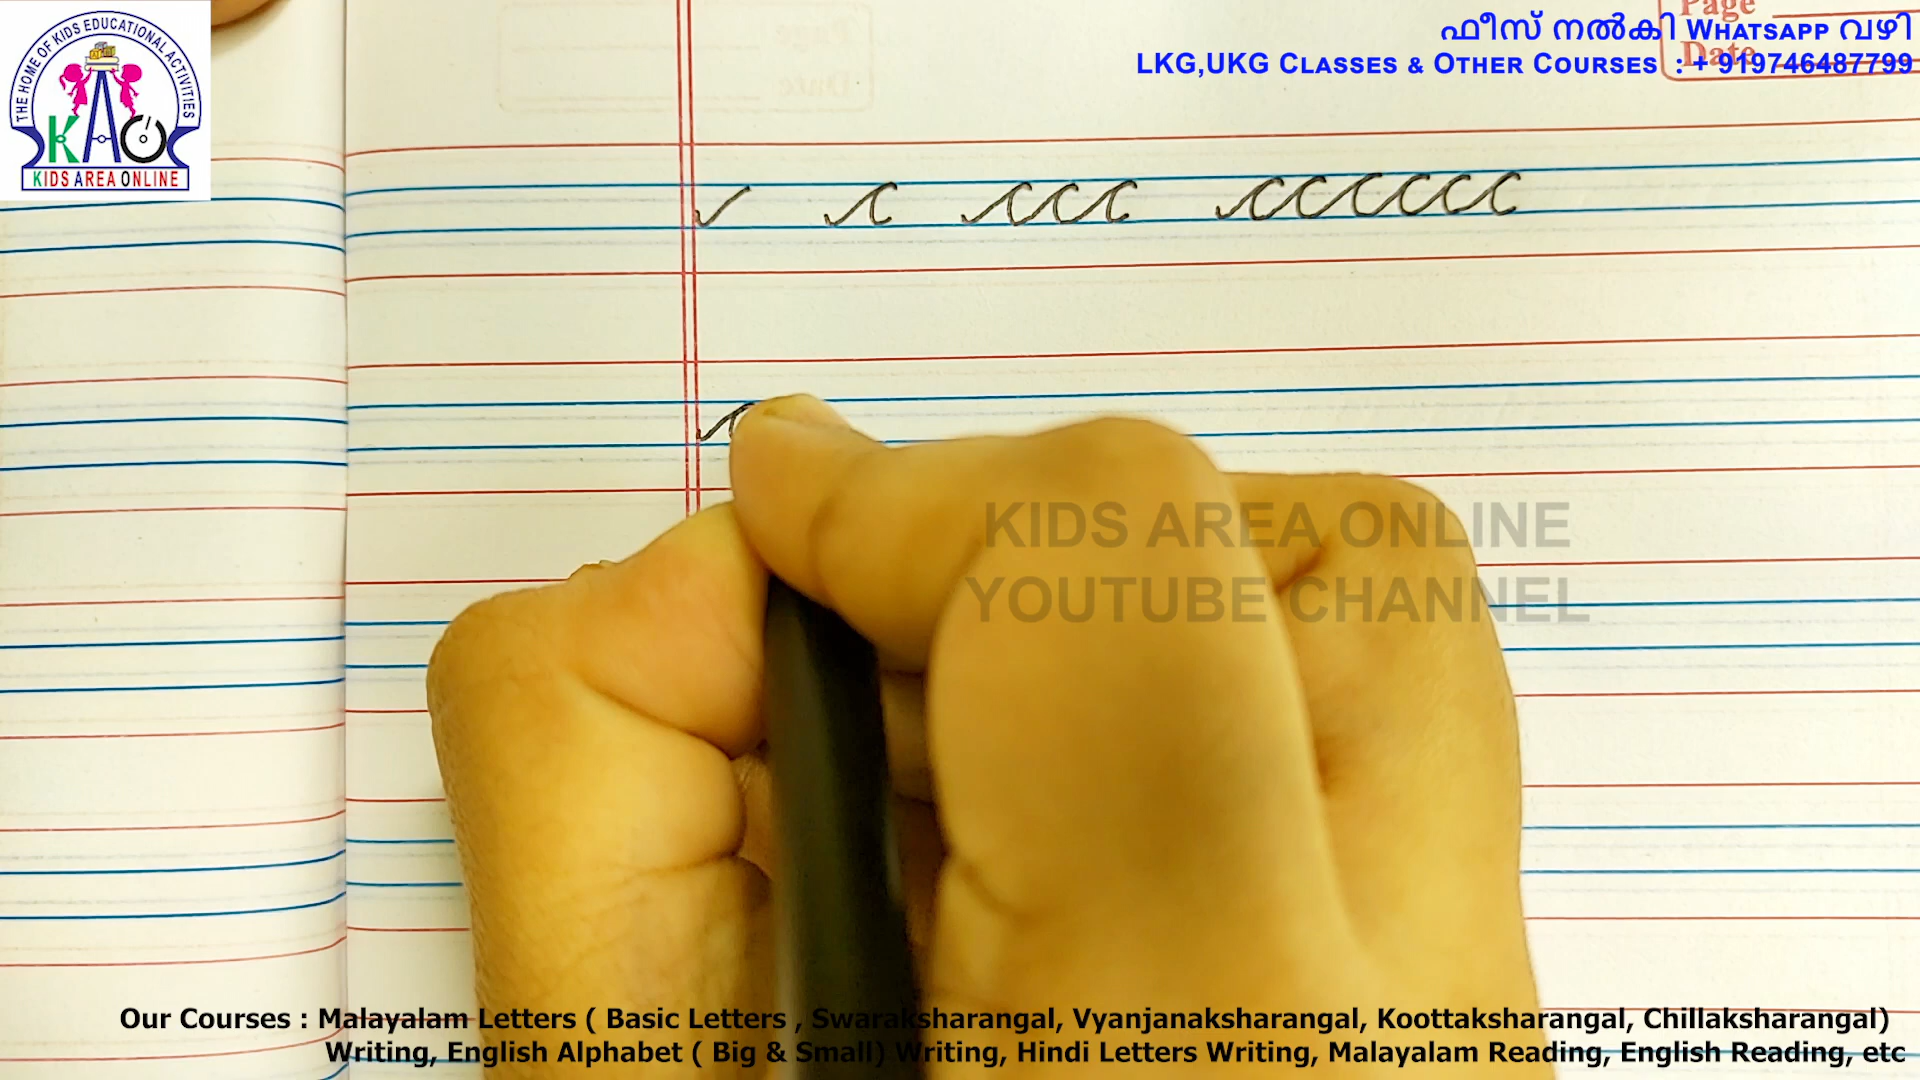 THE HOME OF KIDS EDUCATIONAL ACTIVITIES
KAO
KIDS AREA ONLINE
Page
Date
ഫീസ് നൽകി WHATSAPP വഴി
LKG,UKG CLASSES & OTHER COURSES : + 919746487799
c ccc ccccc
KIDS AREA ONLINE
YOUTUBE CHANNEL
Our Courses : Malayalam Letters ( Basic Letters , Swaraksharangal, Vyanjanaksharangal, Koottaksharangal, Chillaksharangal)
Writing, English Alphabet ( Big & Small) Writing, Hindi Letters Writing, Malayalam Reading, English Reading, etc